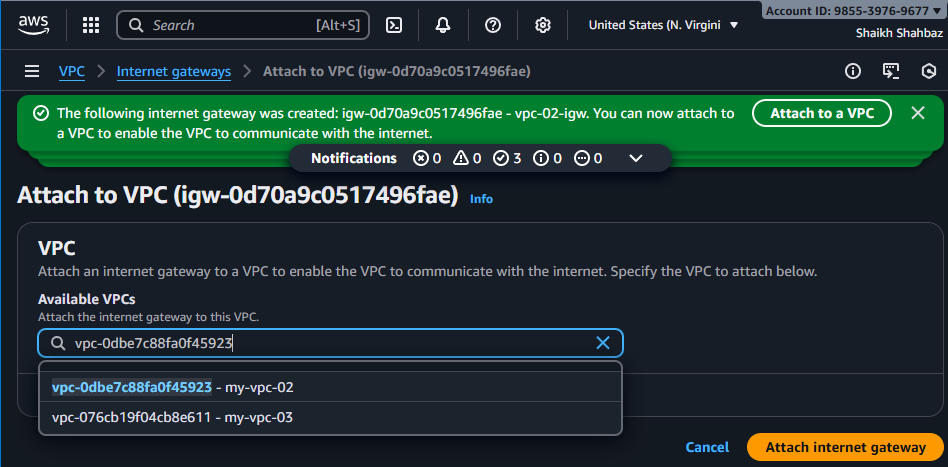 aws
Search [Alt+S]
United States (N. Virgini
Account ID: 9855-3976-9677
Shaikh Shahbaz
VPC > Internet gateways > Attach to VPC (igw-0d70a9c0517496fae)
The following internet gateway was created: igw-0d70a9c0517496fae - vpc-02-igw. You can now attach to
a VPC to enable the VPC to communicate with the internet.
Attach to a VPC
Notifications 0 0 3 0 0
Attach to VPC (igw-0d70a9c0517496fae) Info
VPC
Attach an internet gateway to a VPC to enable the VPC to communicate with the internet. Specify the VPC to attach below.
Available VPCs
Attach the internet gateway to this VPC.
vpc-0dbe7c88fa0f45923
vpc-0dbe7c88fa0f45923 - my-vpc-02
vpc-076cb19f04cb8e611 - my-vpc-03
Cancel
Attach internet gateway